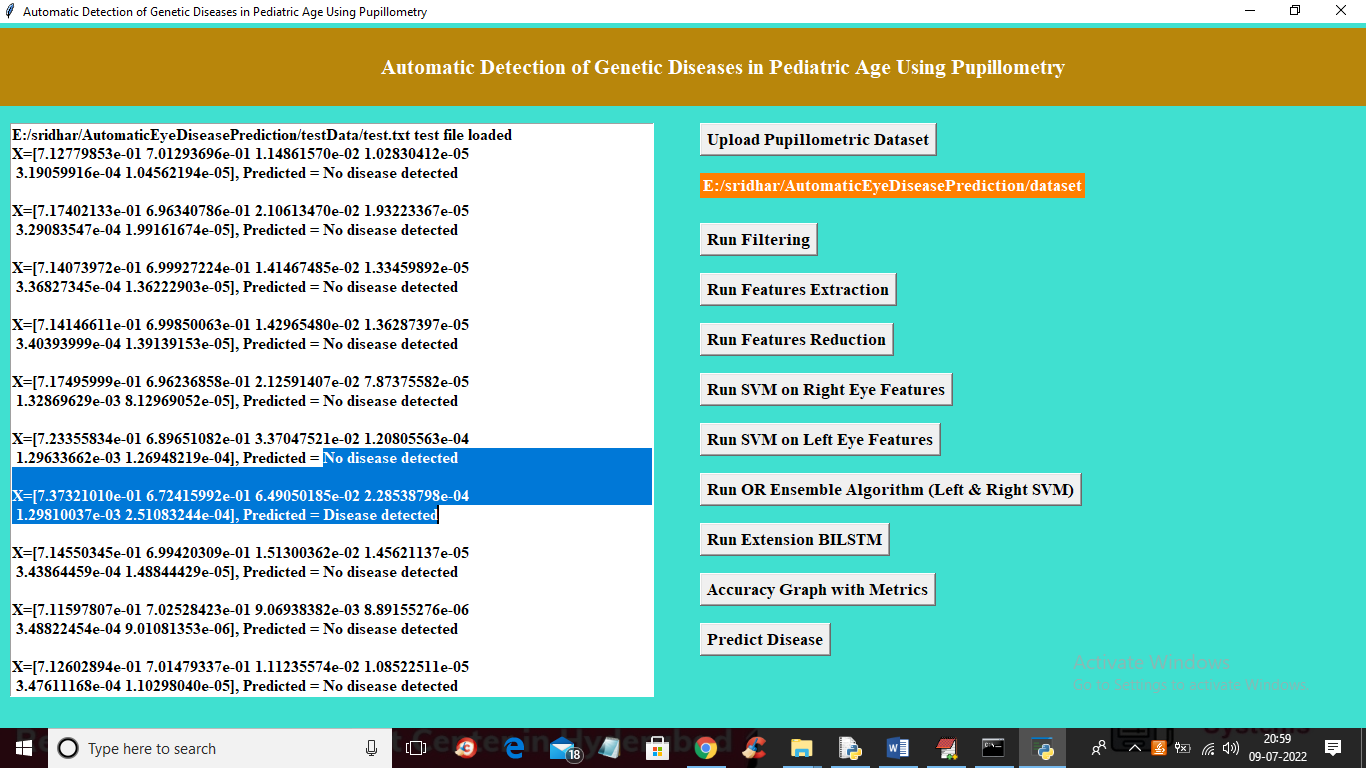 Automatic Detection of Genetic Diseases in Pediatric Age Using Pupillometry
Automatic Detection of Genetic Diseases in Pediatric Age Using Pupillometry
E:/sridhar/AutomaticEyeDiseasePrediction/testData/test.txt test file loaded
X=[7.12779853e-01 7.01293696e-01 1.14861570e-02 1.02830412e-05
3.19059916e-04 1.04562194e-05], Predicted = No disease detected
X=[7.17402133e-01 6.96340786e-01 2.10613470e-02 1.93223367e-05
3.29083547e-04 1.99161674e-05], Predicted = No disease detected
X=[7.14073972e-01 6.99927224e-01 1.41467485e-02 1.33459892e-05
3.36827345e-04 1.36222903e-05], Predicted = No disease detected
X=[7.14146611e-01 6.99850063e-01 1.42965480e-02 1.36287397e-05
3.40393999e-04 1.39139153e-05], Predicted = No disease detected
X=[7.17495999e-01 6.96236858e-01 2.12591407e-02 7.87375582e-05
1.32869629e-03 8.12969052e-05], Predicted = No disease detected
X=[7.23355834e-01 6.89651082e-01 3.37047521e-02 1.20805563e-04
1.29633662e-03 1.26948219e-04], Predicted = No disease detected
X=[7.37321010e-01 6.72415992e-01 6.49050185e-02 2.28538798e-04
1.29810037e-03 2.51083244e-04], Predicted = Disease detected
X=[7.14550345e-01 6.99420309e-01 1.51300362e-02 1.45621137e-05
3.43864459e-04 1.48844429e-05], Predicted = No disease detected
X=[7.11597807e-01 7.02528423e-01 9.06938382e-03 8.89155276e-06
3.48822454e-04 9.01081353e-06], Predicted = No disease detected
X=[7.12602894e-01 7.01479337e-01 1.11235574e-02 1.08522511e-05
3.47611168e-04 1.10298040e-05], Predicted = No disease detected
Upload Pupillometric Dataset
E:/sridhar/AutomaticEyeDiseasePrediction/dataset
Run Filtering
Run Features Extraction
Run Features Reduction
Run SVM on Right Eye Features
Run SVM on Left Eye Features
Run OR Ensemble Algorithm (Left & Right SVM)
Run Extension BILSTM
Accuracy Graph with Metrics
Predict Disease
Activate Windows
Go to Settings to activate Windows.
Type here to search
18
20:59
09-07-2022